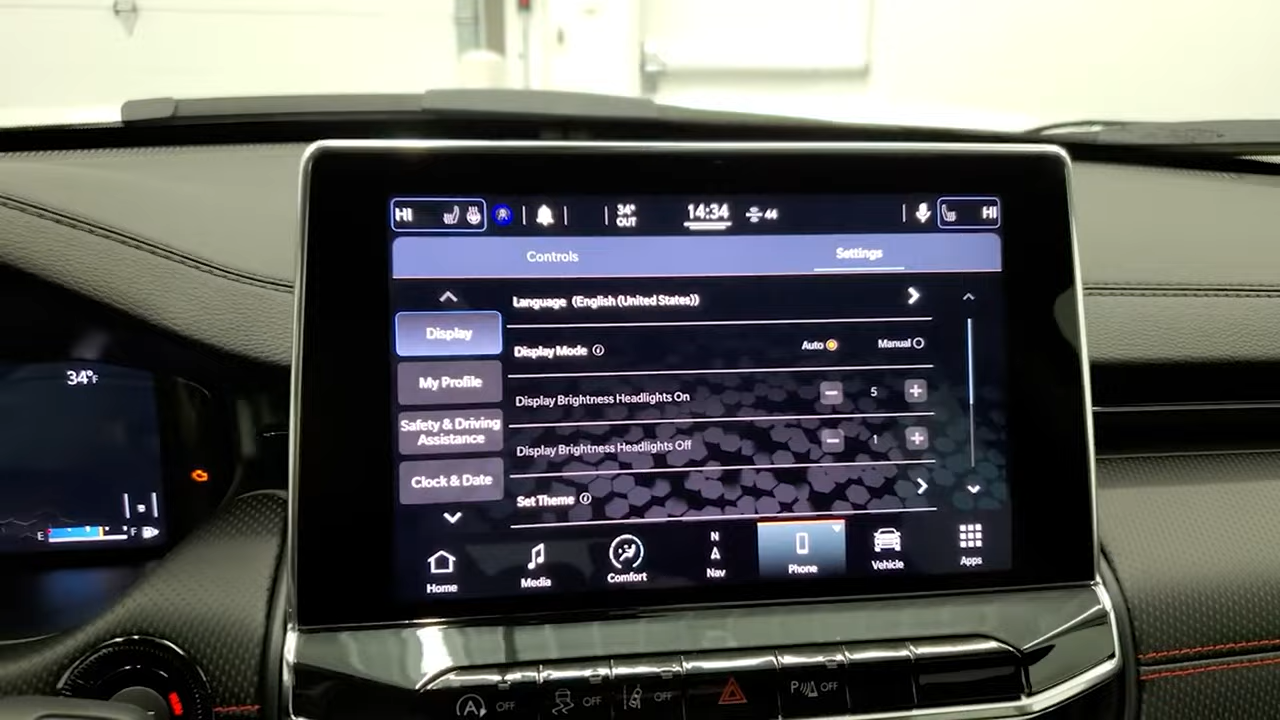 HI
34°
OUT
14:34
44
HI
Controls
Settings
Language (English (United States))
Display
Display Mode
Auto
Manual
My Profile
Display Brightness Headlights On
5
Safety & Driving
Assistance
Display Brightness Headlights Off
1
Clock & Date
Set Theme
Home
Media
Comfort
N
A
Nav
Phone
Vehicle
Apps
34°F
E
F
A
OFF
OFF
OFF
P
OFF